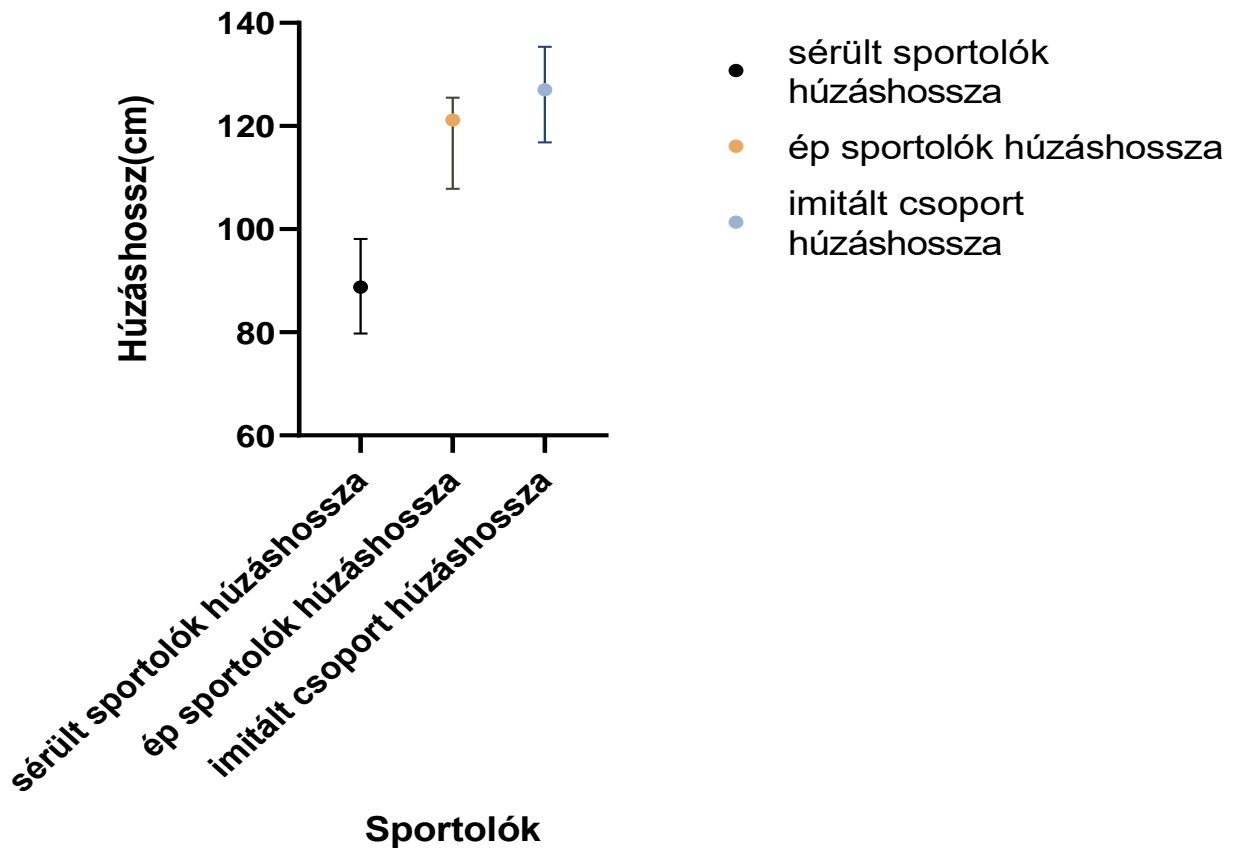 Húzáshossz(cm)
140
120
100
80
60
sérült sportolók húzáshossza
ép sportolók húzáshossza
imitált csoport húzáshossza
Sportolók
sérült sportolók
húzáshossza
ép sportolók húzáshossza
imitált csoport
húzáshossza